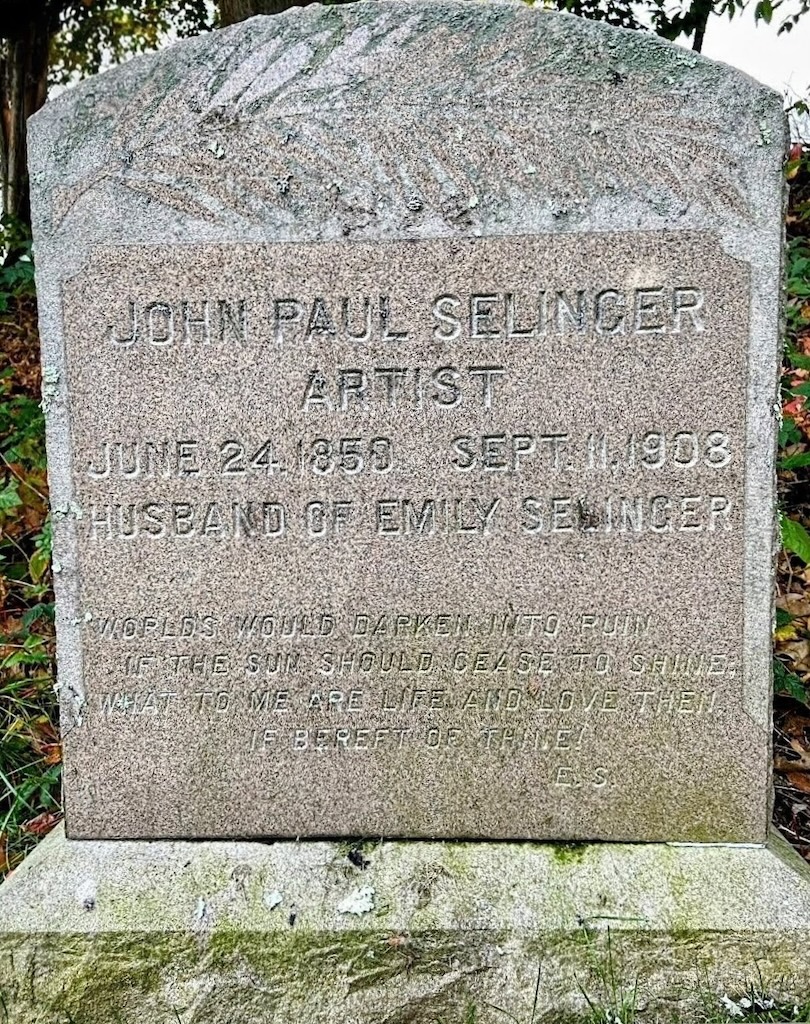 JOHN PAUL SELINGER
ARTIST
JUNE 24. 1850. SEPT. 11. 1908
HUSBAND OF EMILY SELINGER
WORLDS WOULD DARKEN INTO RUIN
IF THE SUN SHOULD CEASE TO SHINE.
WHAT TO ME ARE LIFE AND LOVE THEN
IF BEREFT OF THINE!
E. S.